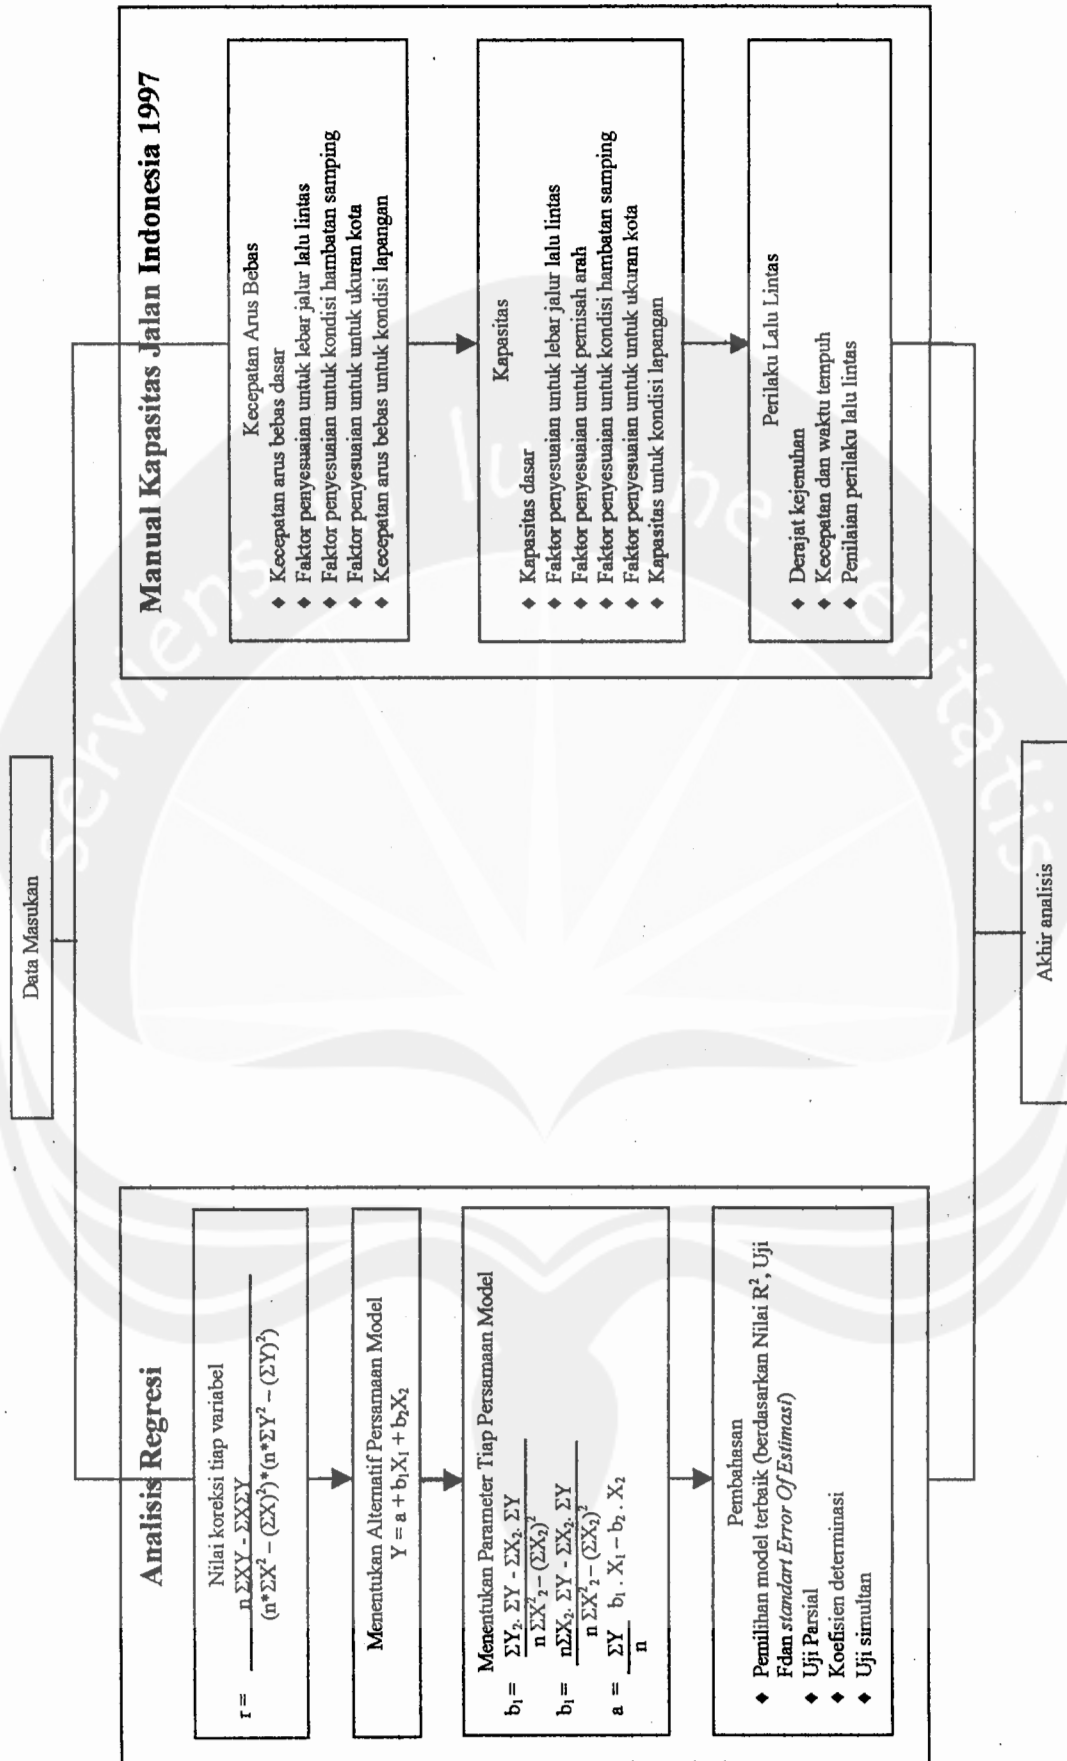 Data Masukan
Analisis Regresi
Nilai koreksi tiap variabel
r = n ΣXY - ΣXΣY
(n*ΣX² – (ΣX)²)*(n*ΣY² – (ΣY)²)
Menentukan Alternatif Persamaan Model
Y = a + b₁X₁ + b₂X₂
Menentukan Parameter Tiap Persamaan Model
b₁ = ΣY₂. ΣY - ΣX₂. ΣY
n ΣX²₂ – (ΣX₂)²
b₁ = nΣX₂. ΣY - ΣX₂. ΣY
n ΣX²₂ – (ΣX₂)²
a = ΣY b₁ . X₁ – b₂ . X₂
n
Pembahasan
♦ Pemilihan model terbaik (berdasarkan Nilai R², Uji
Fdan standart Error Of Estimasi)
♦ Uji Parsial
♦ Koefisien determinasi
♦ Uji simultan
Manual Kapasitas Jalan Indonesia 1997
Kecepatan Arus Bebas
♦ Kecepatan arus bebas dasar
♦ Faktor penyesuaian untuk lebar jalur lalu lintas
♦ Faktor penyesuaian untuk kondisi hambatan samping
♦ Faktor penyesuaian untuk untuk ukuran kota
♦ Kecepatan arus bebas untuk kondisi lapangan
Kapasitas
♦ Kapasitas dasar
♦ Faktor penyesuaian untuk lebar jalur lalu lintas
♦ Faktor penyesuaian untuk pemisah arah
♦ Faktor penyesuaian untuk kondisi hambatan samping
♦ Faktor penyesuaian untuk untuk ukuran kota
♦ Kapasitas untuk kondisi lapangan
Perilaku Lalu Lintas
♦ Derajat kejenuhan
♦ Kecepatan dan waktu tempuh
♦ Penilaian perilaku lalu lintas
Akhir analisis
serviens in lumine veritatis